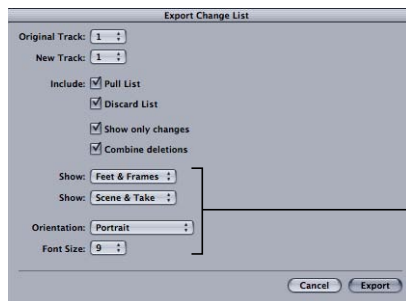 Export Change List
Original Track: 1
New Track: 1
Include: Pull List
Discard List
Show only changes
Combine deletions
Show: Feet & Frames
Show: Scene & Take
Orientation: Portrait
Font Size: 9
Cancel Export